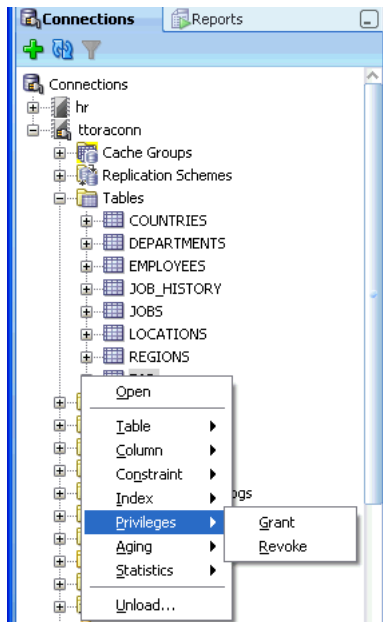 Connections Reports
Connections
hr
ttoraconn
Cache Groups
Replication Schemes
Tables
COUNTRIES
DEPARTMENTS
EMPLOYEES
JOB_HISTORY
JOBS
LOCATIONS
REGIONS
Open
Table
Column
Constraint
Index
ogs
Privileges
Grant
Aging
Revoke
Statistics
Unload...